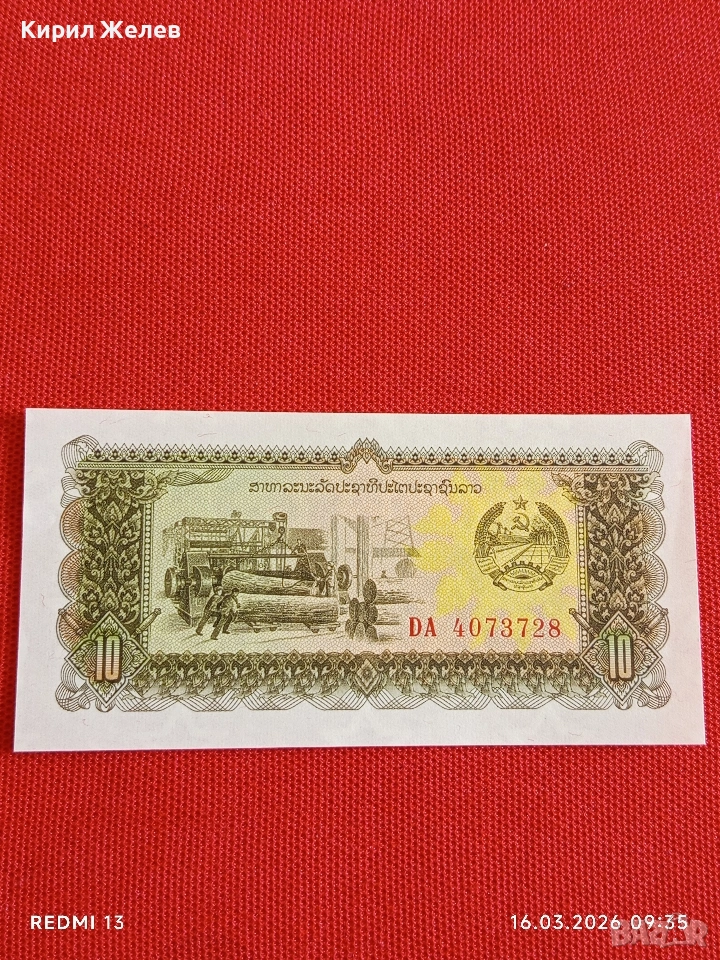 Кирил Желев
ສາທາລະນະລັດປະຊາທິປະໄຕປະຊາຊົນລາວ
DA 4073728
10 10
REDMI 13
16.03.2026 09:35
BAZAR